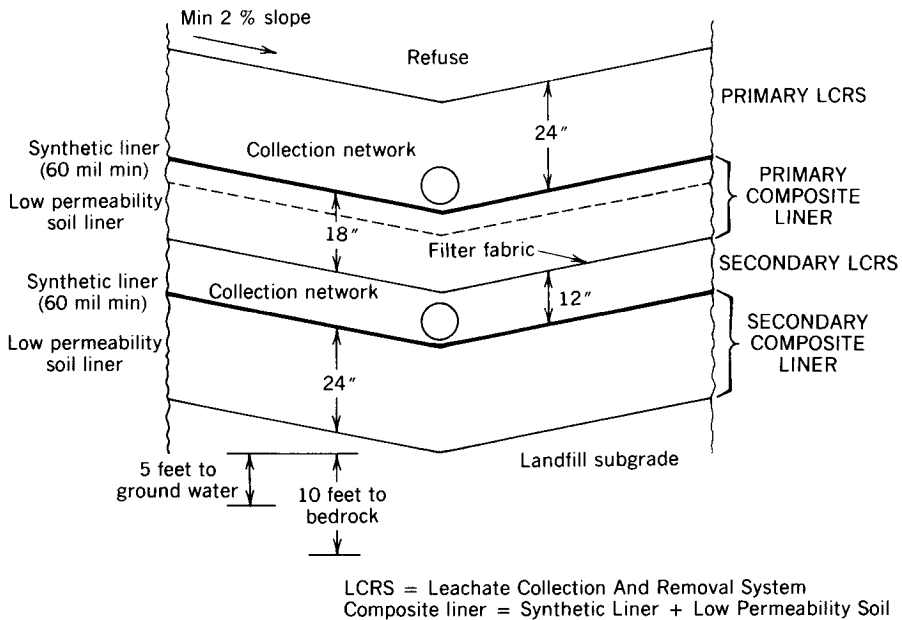 Min 2 % slope
Refuse
PRIMARY LCRS
24″
Synthetic liner
(60 mil min)
Collection network
PRIMARY
COMPOSITE
LINER
Low permeability
soil liner
18″
Filter fabric
SECONDARY LCRS
Synthetic liner
(60 mil min)
Collection network
12″
SECONDARY
COMPOSITE
LINER
Low permeability
soil liner
24″
Landfill subgrade
5 feet to
ground water
10 feet to
bedrock
LCRS = Leachate Collection And Removal System
Composite liner = Synthetic Liner + Low Permeability Soil